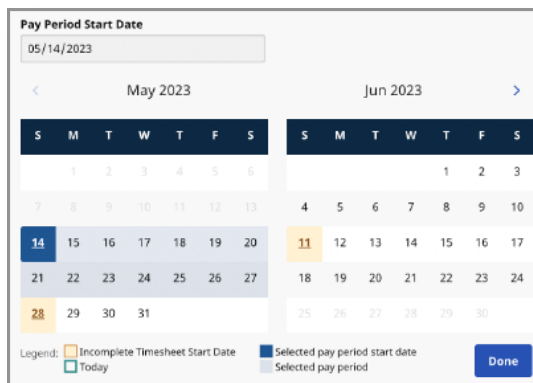 Pay Period Start Date
05/14/2023
May 2023
S M T W T F S
1 2 3 4 5 6
7 8 9 10 11 12 13
14 15 16 17 18 19 20
21 22 23 24 25 26 27
28 29 30 31
Jun 2023
S M T W T F S
1 2 3
4 5 6 7 8 9 10
11 12 13 14 15 16 17
18 19 20 21 22 23 24
25 26 27 28 29 30
Legend:
Incomplete Timesheet Start Date
Today
Selected pay period start date
Selected pay period
Done